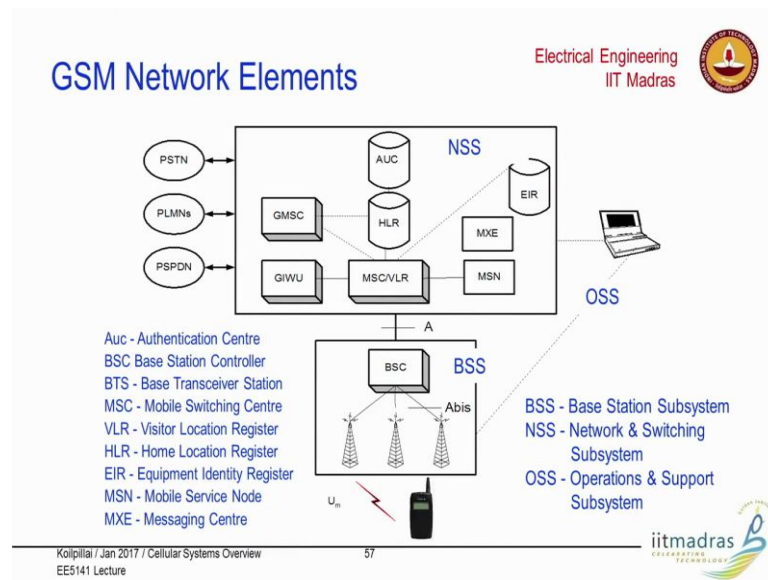 GSM Network Elements
Electrical Engineering
IIT Madras
NSS
PSTN
AUC
EIR
PLMNs
GMSC
HLR
MXE
PSPDN
GIWU
MSC/VLR
MSN
OSS
A
Auc - Authentication Centre
BSC Base Station Controller
BTS - Base Transceiver Station
MSC - Mobile Switching Centre
VLR - Visitor Location Register
HLR - Home Location Register
EIR - Equipment Identity Register
MSN - Mobile Service Node
MXE - Messaging Centre
BSC
BSS
Abis
Um
BSS - Base Station Subsystem
NSS - Network & Switching
Subsystem
OSS - Operations & Support
Subsystem
Koilpillai / Jan 2017 / Cellular Systems Overview
57
EE5141 Lecture
iitmadras
CELEBRATING
TECHNOLOGY